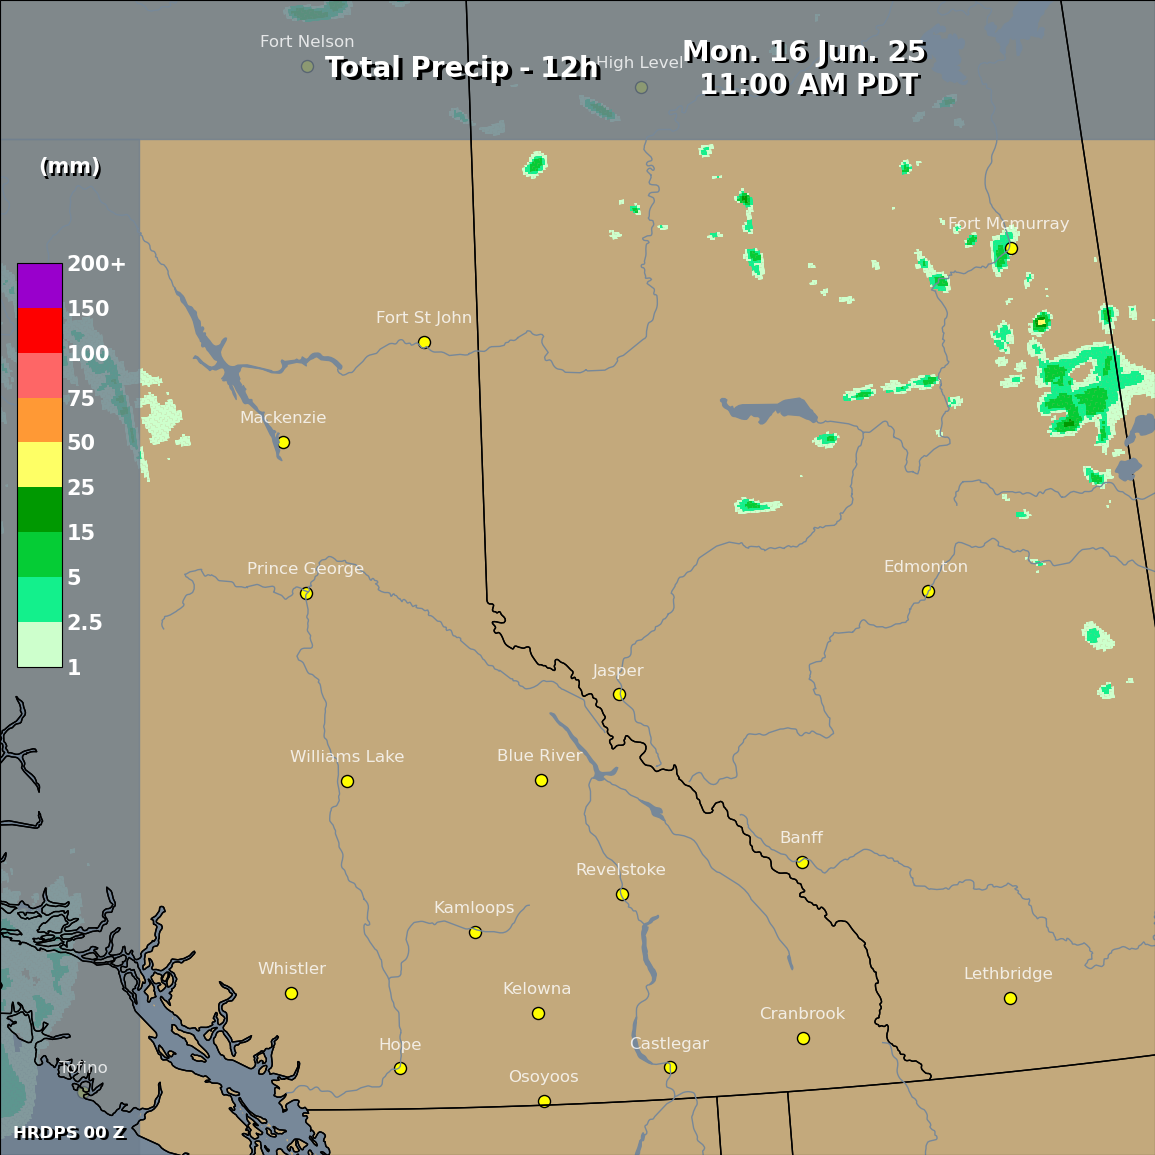 Fort Nelson
Total Precip - 12h
High Level
Mon. 16 Jun. 25
11:00 AM PDT
(mm)
200+
150
100
75
50
25
15
5
2.5
1
Fort Mcmurray
Fort St John
Mackenzie
Prince George
Edmonton
Jasper
Williams Lake
Blue River
Banff
Revelstoke
Kamloops
Whistler
Kelowna
Lethbridge
Cranbrook
Hope
Castlegar
Tofino
Osoyoos
HRDPS 00 Z